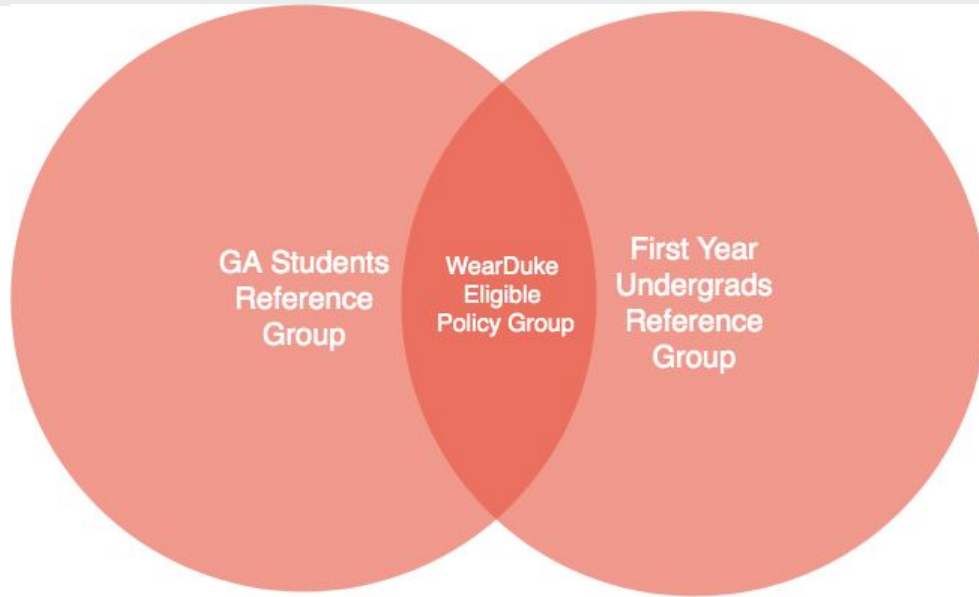 GA Students
Reference
Group
WearDuke
Eligible
Policy Group
First Year
Undergrads
Reference
Group